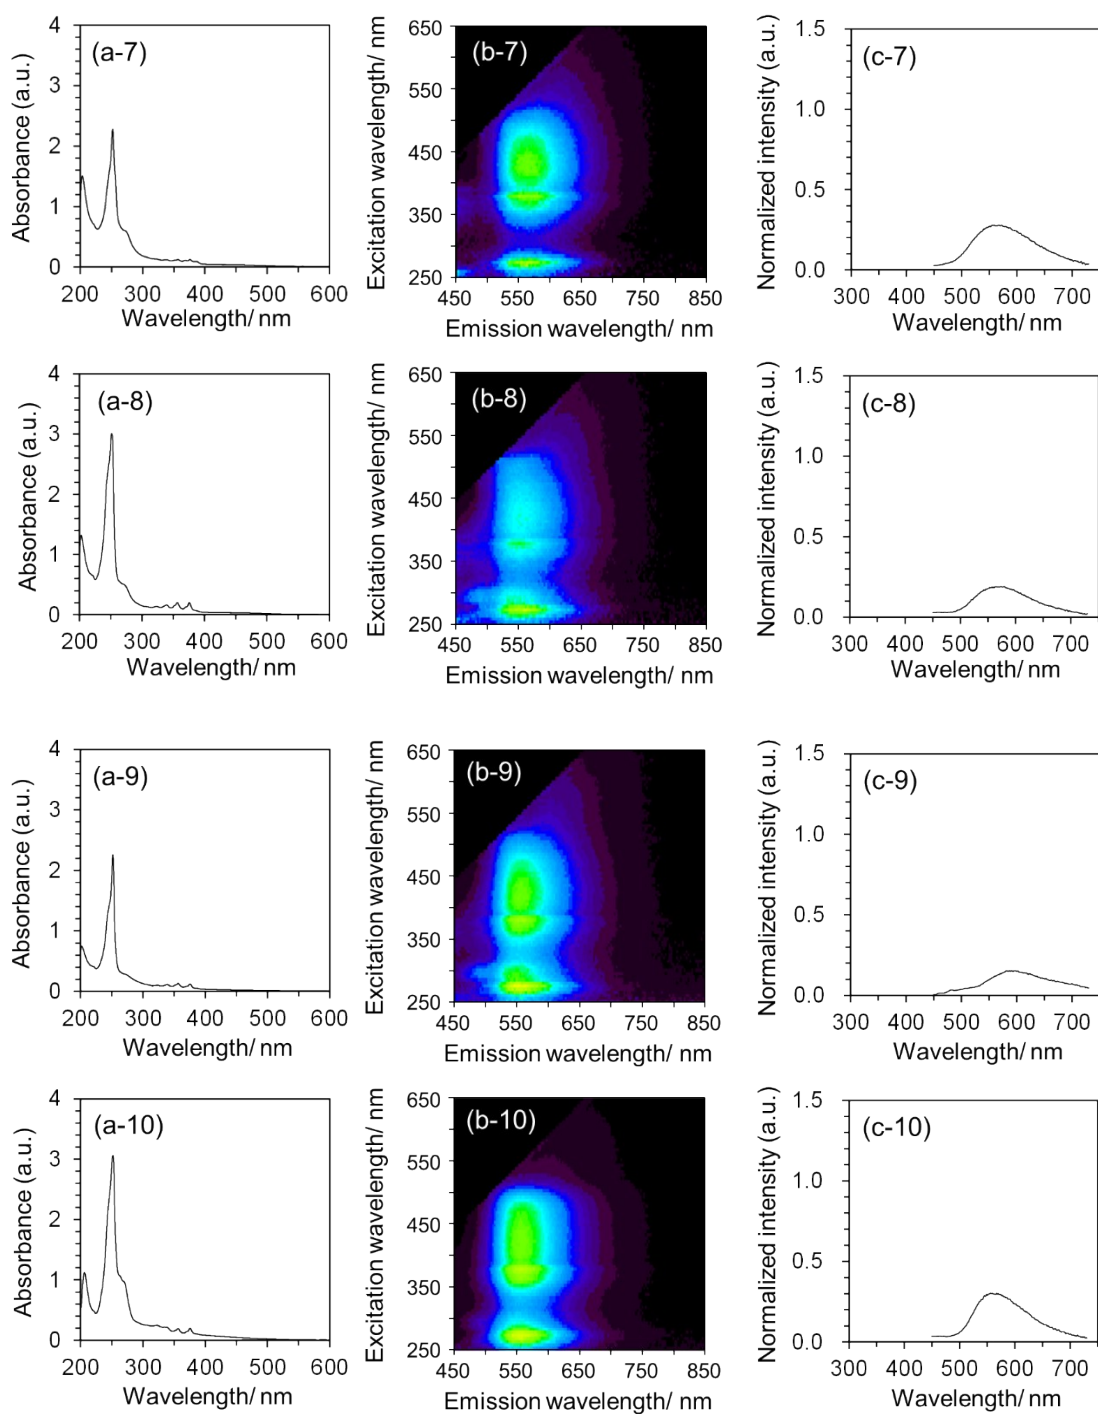 (a-7)
Absorbance (a.u.)
4
3
2
1
0
200 300 400 500 600
Wavelength/ nm
(b-7)
Excitation wavelength/ nm
650
550
450
350
250
450 550 650 750 850
Emission wavelength/ nm
(c-7)
Normalized intensity (a.u.)
1.5
1.0
0.5
0.0
300 400 500 600 700
Wavelength/ nm
(a-8)
Absorbance (a.u.)
4
3
2
1
0
200 300 400 500 600
Wavelength/ nm
(b-8)
Excitation wavelength/ nm
650
550
450
350
250
450 550 650 750 850
Emission wavelength/ nm
(c-8)
Normalized intensity (a.u.)
1.5
1.0
0.5
0.0
300 400 500 600 700
Wavelength/ nm
(a-9)
Absorbance (a.u.)
4
3
2
1
0
200 300 400 500 600
Wavelength/ nm
(b-9)
Excitation wavelength/ nm
650
550
450
350
250
450 550 650 750 850
Emission wavelength/ nm
(c-9)
Normalized intensity (a.u.)
1.5
1.0
0.5
0.0
300 400 500 600 700
Wavelength/ nm
(a-10)
Absorbance (a.u.)
4
3
2
1
0
200 300 400 500 600
Wavelength/ nm
(b-10)
Excitation wavelength/ nm
650
550
450
350
250
450 550 650 750 850
Emission wavelength/ nm
(c-10)
Normalized intensity (a.u.)
1.5
1.0
0.5
0.0
300 400 500 600 700
Wavelength/ nm